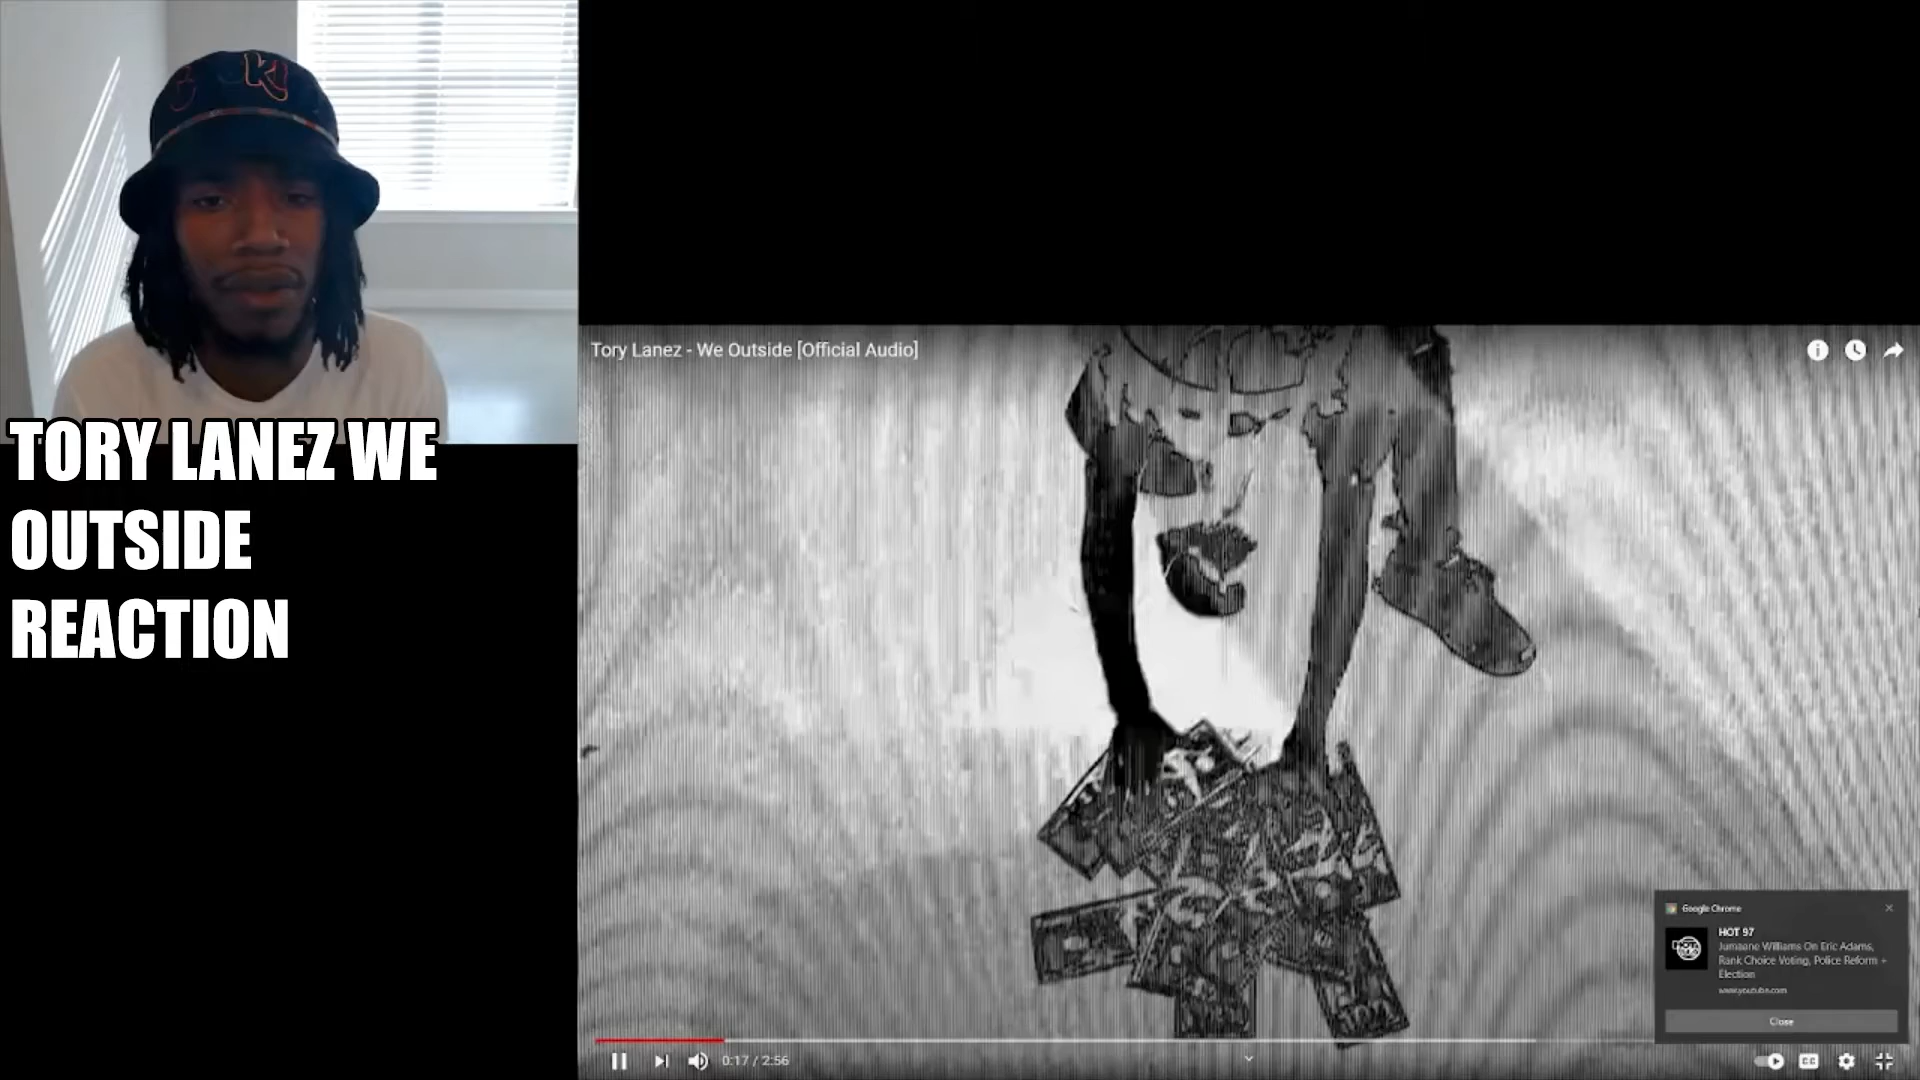 TORY LANEZ WE
OUTSIDE
REACTION
Tory Lanez - We Outside [Official Audio]
Google Chrome
HOT 97
Jumaane Williams On Eric Adams,
Rank Choice Voting, Police Reform +
Election
www.youtube.com
Close
0:17 / 2:56
CC